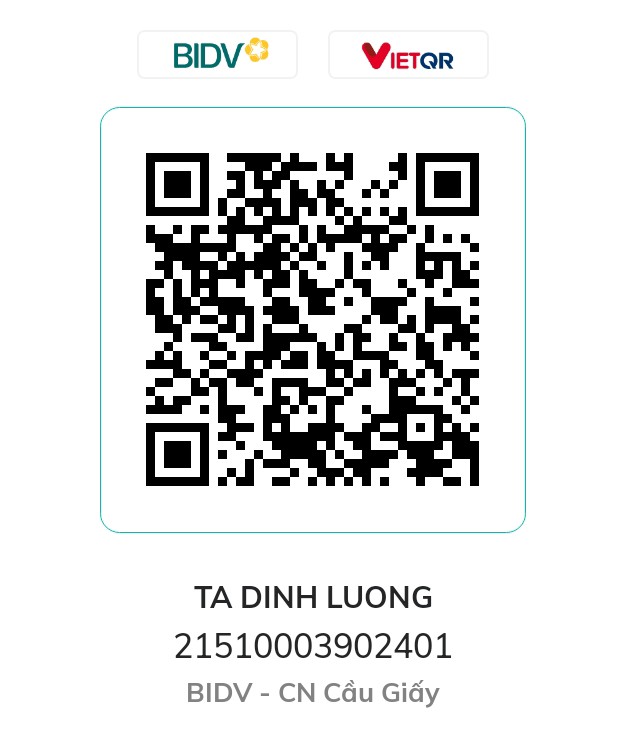 BIDV VIETQR
TA DINH LUONG
21510003902401
BIDV - CN Cầu Giấy